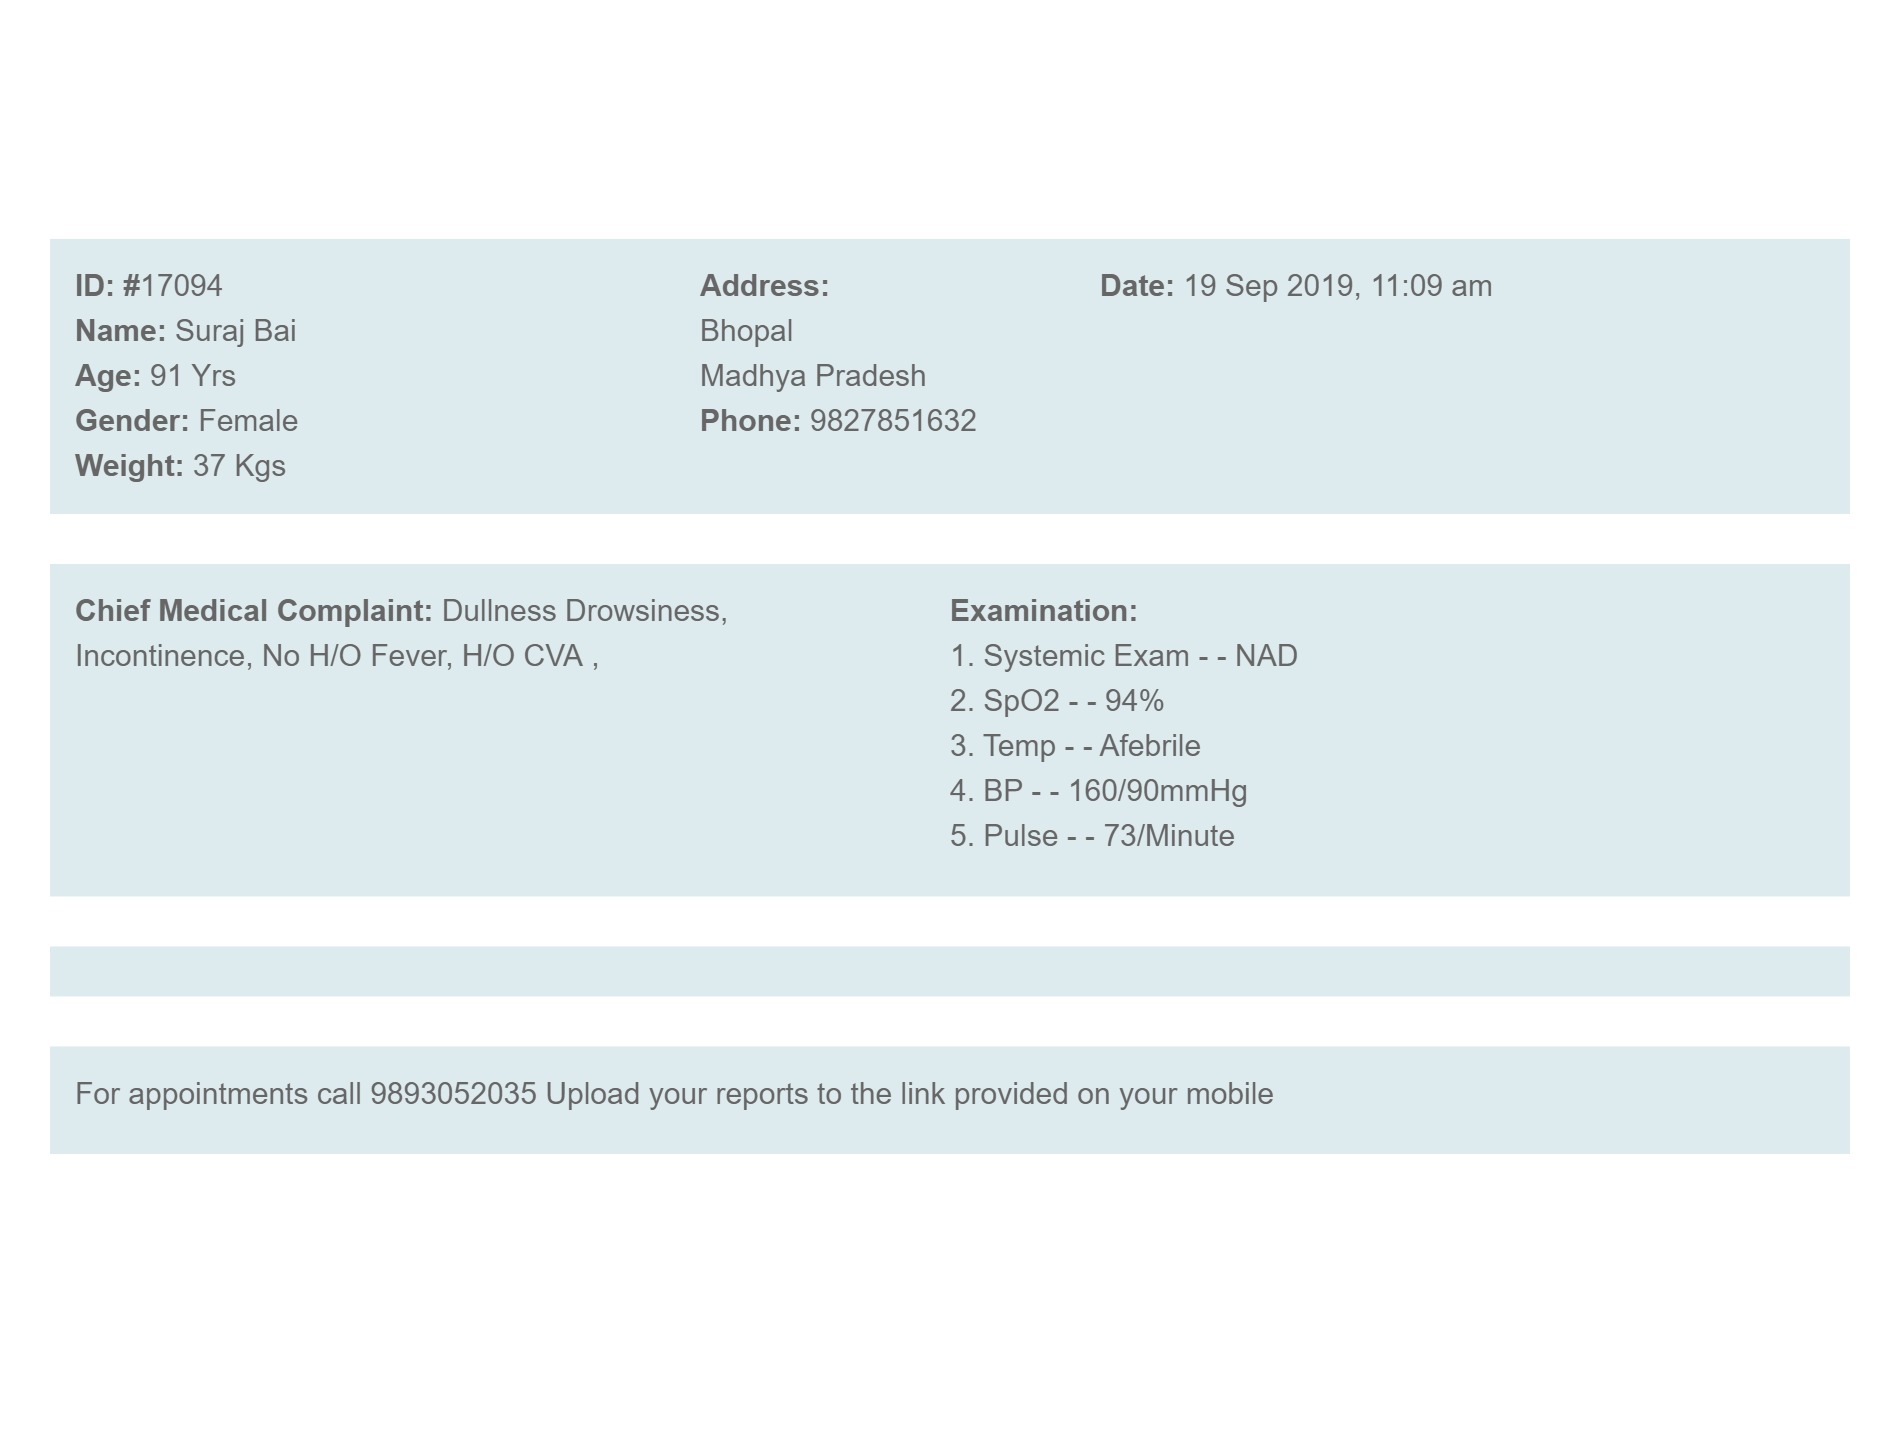 ID: #17094
Name: Suraj Bai
Age: 91 Yrs
Gender: Female
Weight: 37 Kgs
Address:
Bhopal
Madhya Pradesh
Phone: 9827851632
Date: 19 Sep 2019, 11:09 am
Chief Medical Complaint: Dullness Drowsiness,
Incontinence, No H/O Fever, H/O CVA ,
Examination:
1. Systemic Exam - - NAD
2. SpO2 - - 94%
3. Temp - - Afebrile
4. BP - - 160/90mmHg
5. Pulse - - 73/Minute
For appointments call 9893052035 Upload your reports to the link provided on your mobile